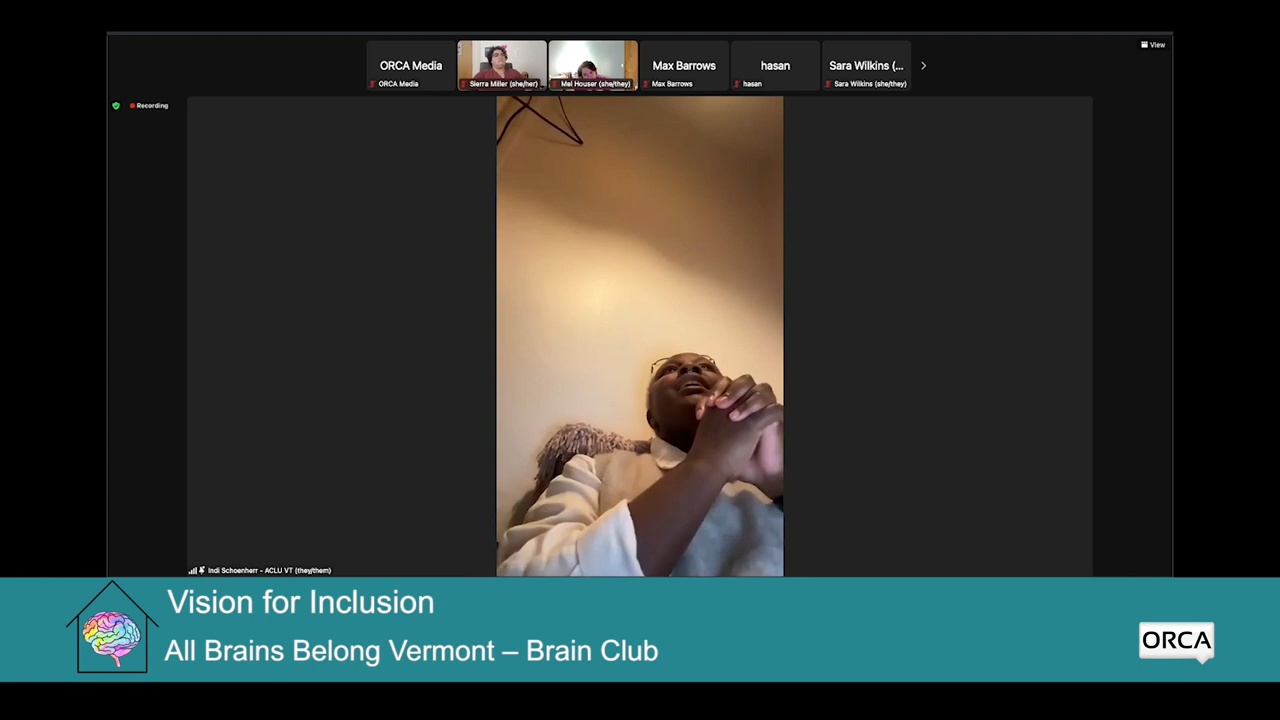 View
ORCA Media
Max Barrows
hasan
Sara Wilkins (...
ORCA Media
Sierra Miller (she/her)
Mel Houser (she/they)
Max Barrows
hasan
Sara Wilkins (she/they)
Recording
Indi Schoenherr - ACLU VT (they/them)
Vision for Inclusion
All Brains Belong Vermont – Brain Club
ORCA